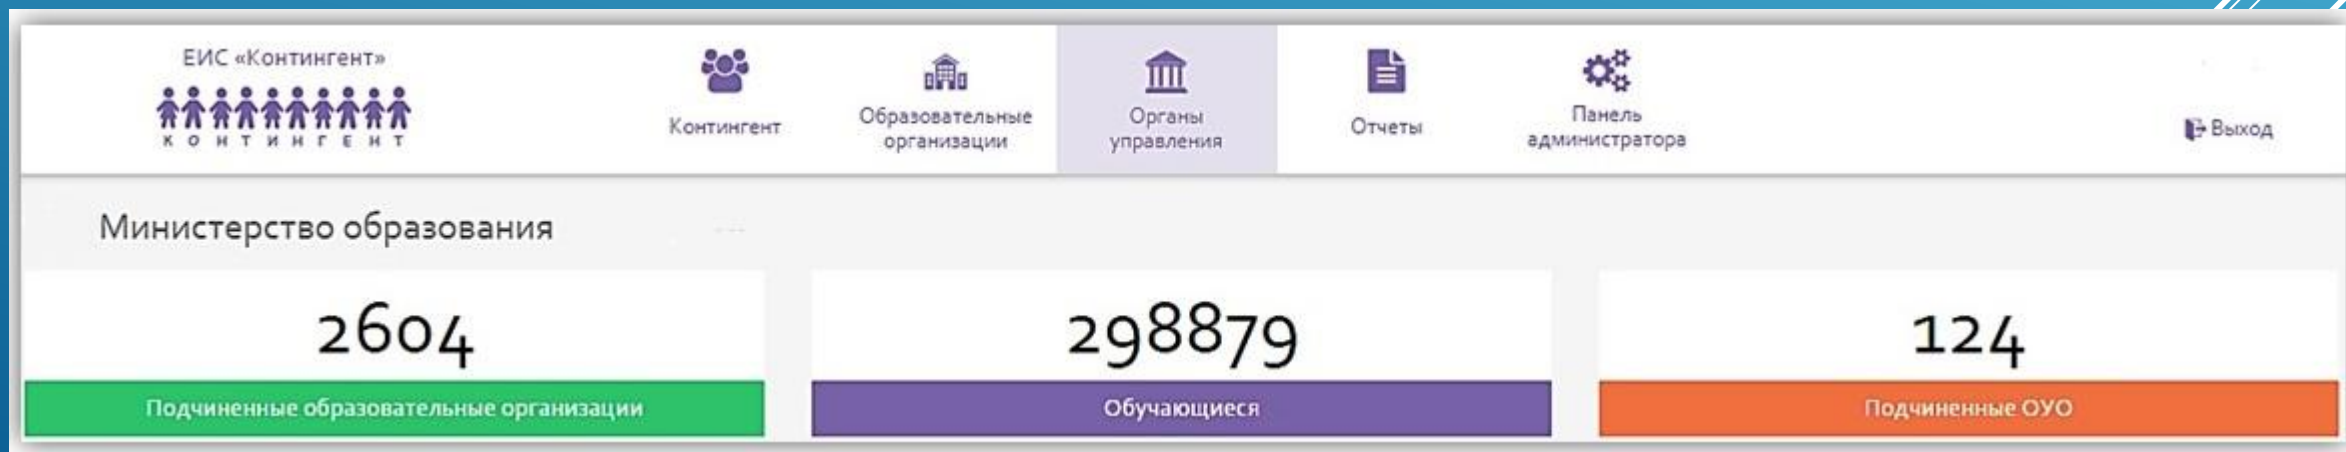 ЕИС «Контингент»
КОНТИНГЕНТ
Контингент
Образовательные
организации
Органы
управления
Отчеты
Панель
администратора
Выход
Министерство образования
2604
298879
124
Подчиненные образовательные организации
Обучающиеся
Подчиненные ОУО